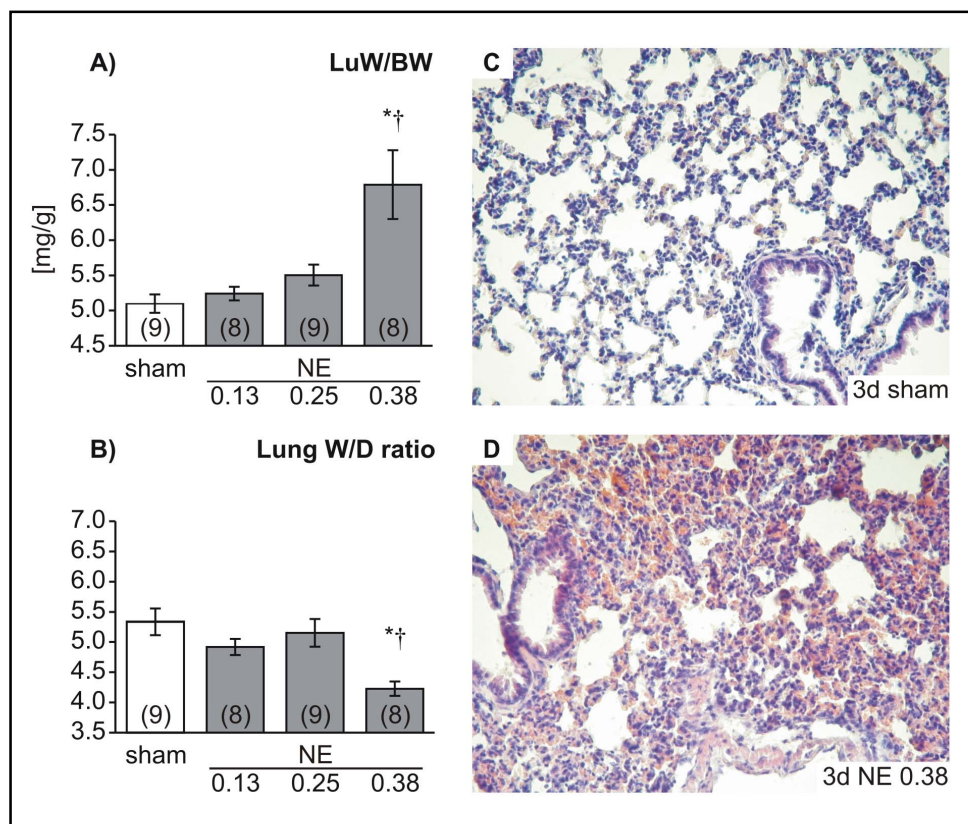 A) LuW/BW
7.5
7.0
6.5
6.0
5.5
5.0
4.5
[mg/g]
*†
(9) (8) (9) (8)
sham NE
0.13 0.25 0.38
B) Lung W/D ratio
7.0
6.5
6.0
5.5
5.0
4.5
4.0
3.5
*†
(9) (8) (9) (8)
sham NE
0.13 0.25 0.38
C
3d sham
D
3d NE 0.38